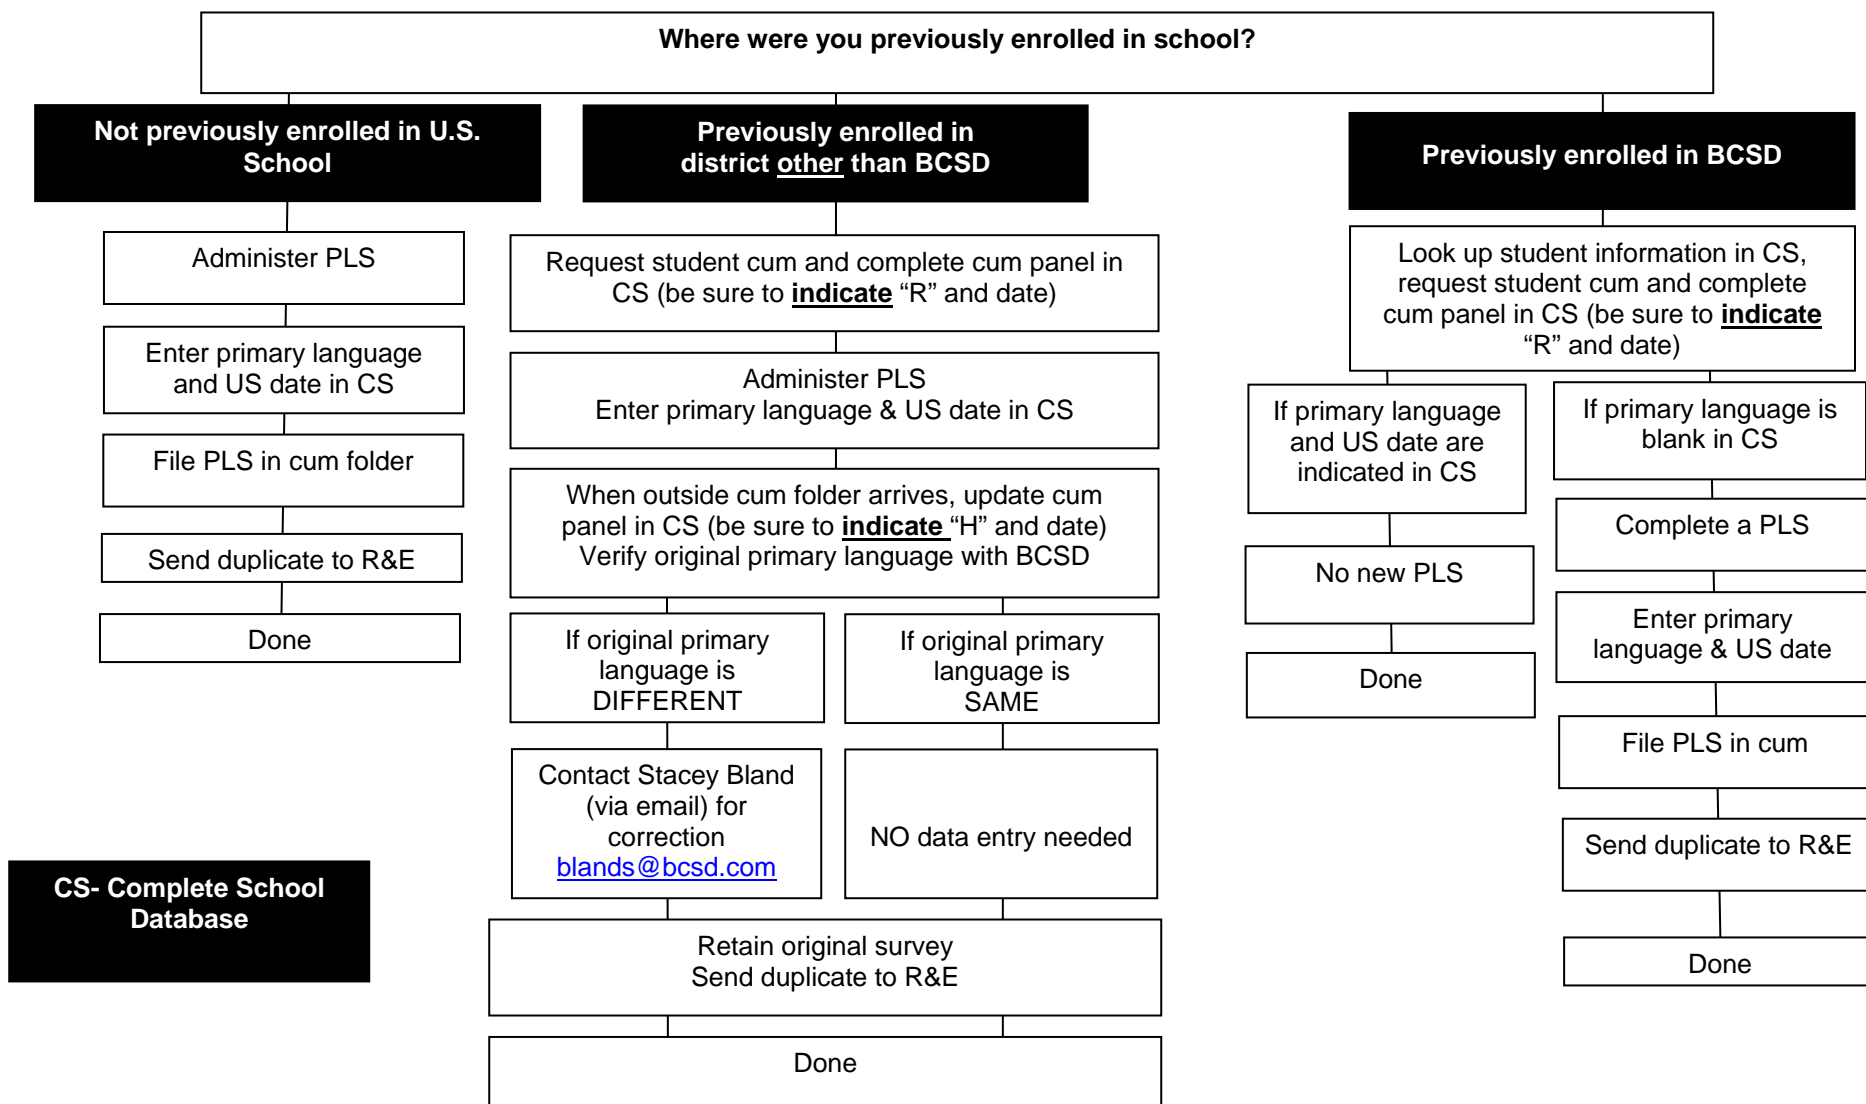 Where were you previously enrolled in school?
Not previously enrolled in U.S.
School
Administer PLS
Enter primary language
and US date in CS
File PLS in cum folder
Send duplicate to R&E
Done
Previously enrolled in
district other than BCSD
Request student cum and complete cum panel in
CS (be sure to indicate “R” and date)
Administer PLS
Enter primary language & US date in CS
When outside cum folder arrives, update cum
panel in CS (be sure to indicate “H” and date)
Verify original primary language with BCSD
If original primary
language is
DIFFERENT
Contact Stacey Bland
(via email) for
correction
blands@bcsd.com
If original primary
language is
SAME
NO data entry needed
Retain original survey
Send duplicate to R&E
Done
Previously enrolled in BCSD
Look up student information in CS,
request student cum and complete
cum panel in CS (be sure to indicate
“R” and date)
If primary language
and US date are
indicated in CS
No new PLS
Done
If primary language is
blank in CS
Complete a PLS
Enter primary
language & US date
File PLS in cum
Send duplicate to R&E
Done
CS- Complete School
Database